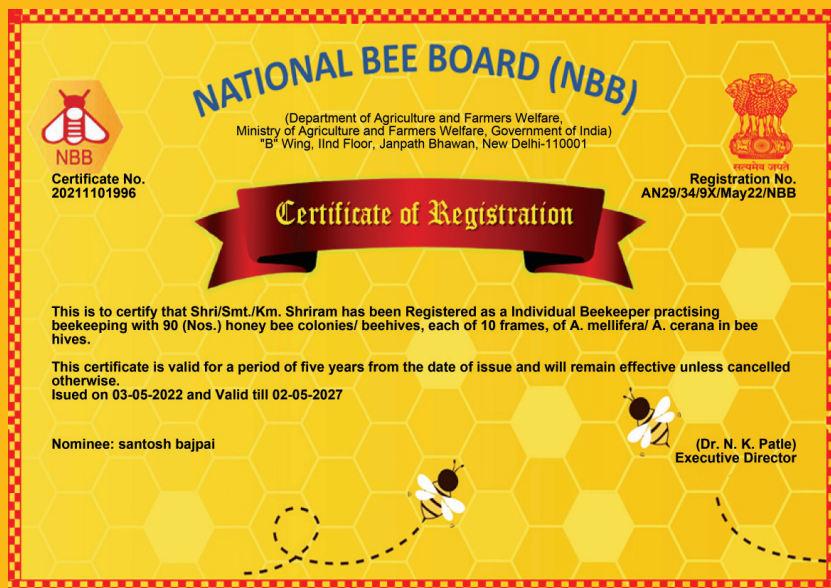 NATIONAL BEE BOARD (NBB)
(Department of Agriculture and Farmers Welfare,
Ministry of Agriculture and Farmers Welfare, Government of India)
"B" Wing, IInd Floor, Janpath Bhawan, New Delhi-110001
NBB
सत्यमेव जयते
Certificate No.
20211101996
Registration No.
AN29/34/9X/May22/NBB
Certificate of Registration
This is to certify that Shri/Smt./Km. Shriram has been Registered as a Individual Beekeeper practising
beekeeping with 90 (Nos.) honey bee colonies/ beehives, each of 10 frames, of A. mellifera/ A. cerana in bee
hives.
This certificate is valid for a period of five years from the date of issue and will remain effective unless cancelled
otherwise.
Isued on 03-05-2022 and Valid till 02-05-2027
Nominee: santosh bajpai
(Dr. N. K. Patle)
Executive Director